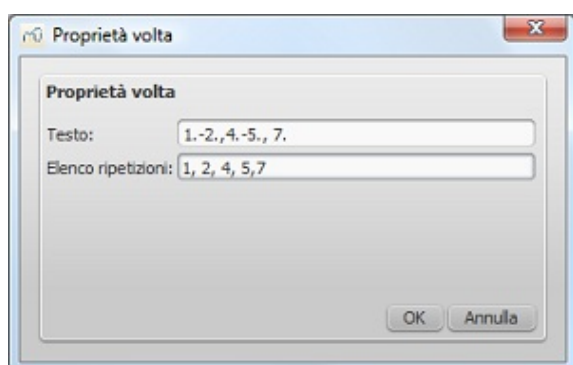 Proprietà volta
Proprietà volta
Testo: 1.-2.,4.-5., 7.
Elenco ripetizioni: 1, 2, 4, 5,7
OK Annulla